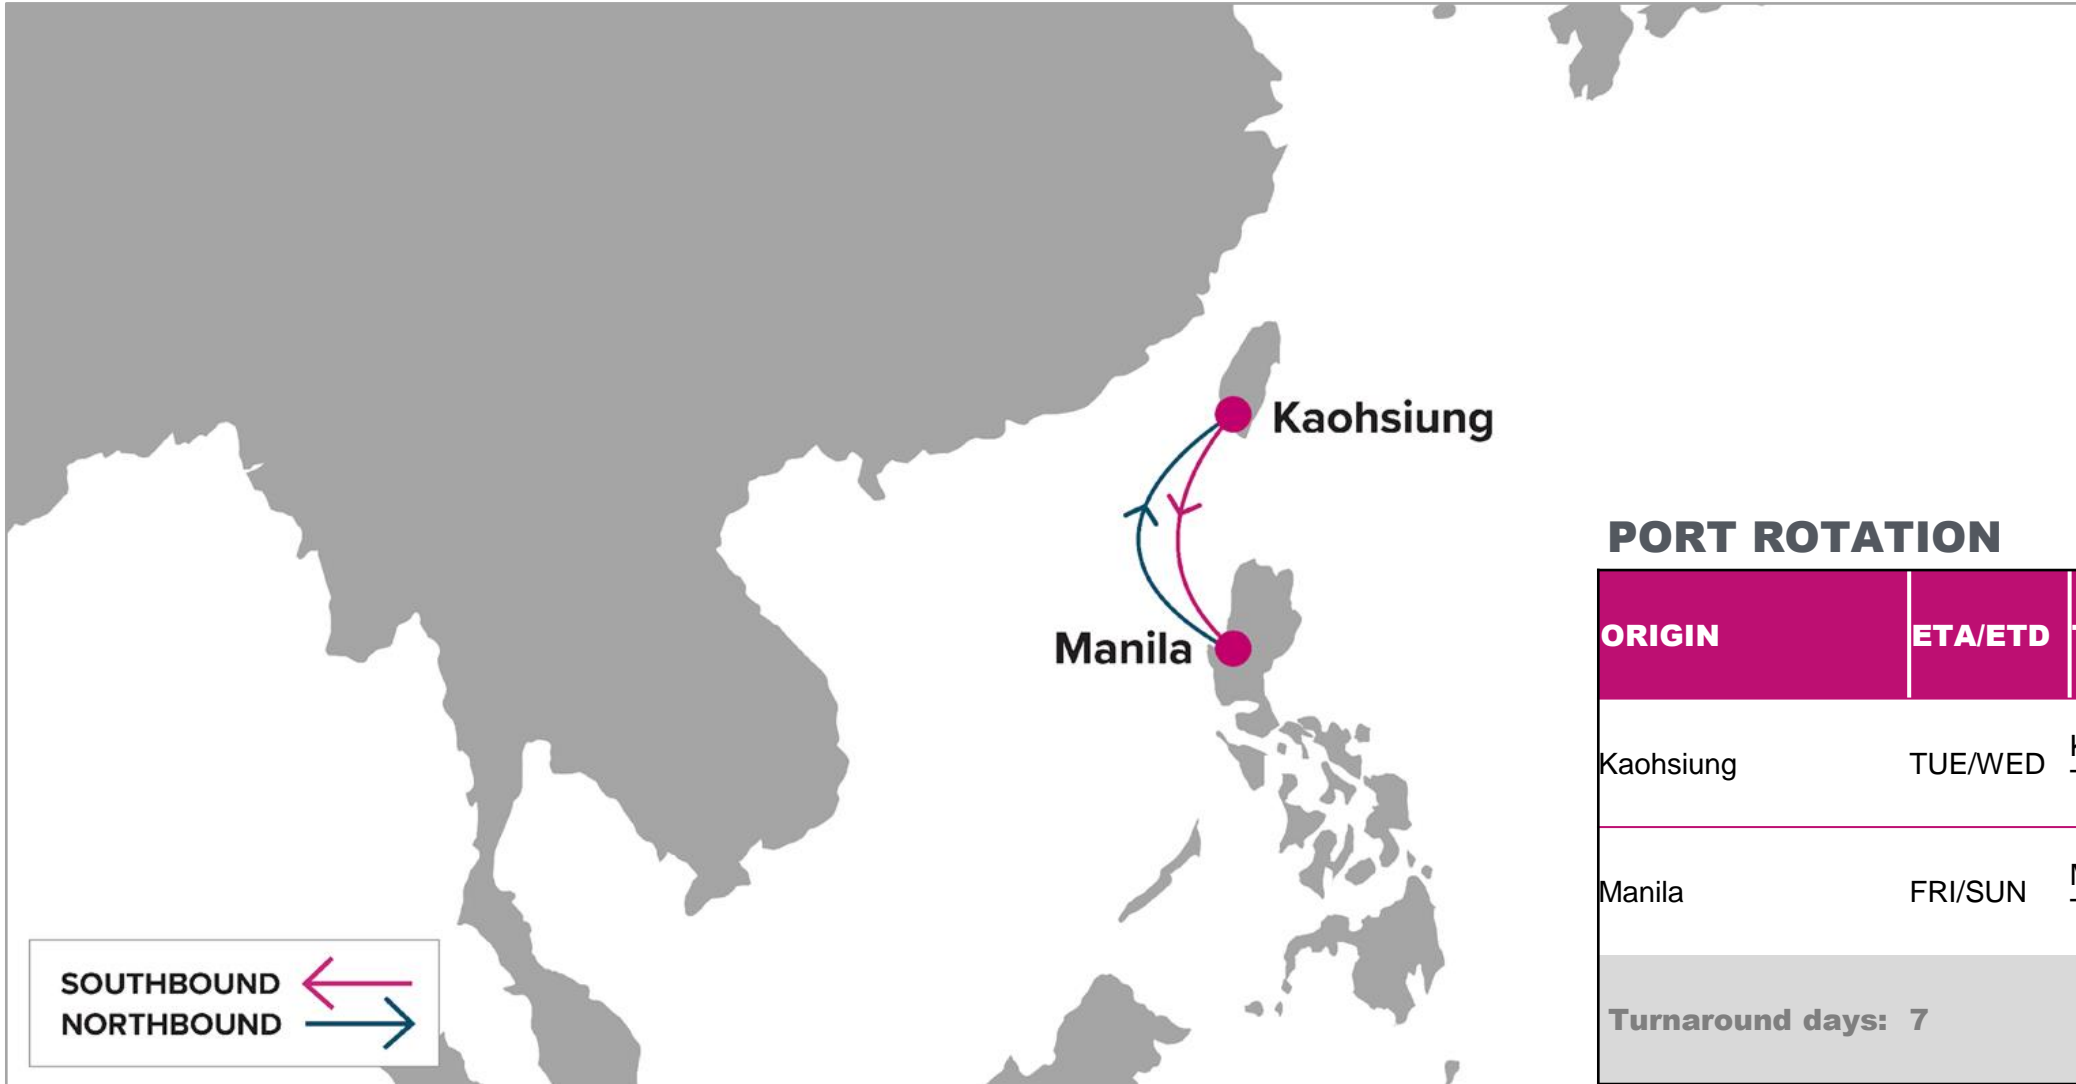 Kaohsiung
Manila
SOUTHBOUND
NORTHBOUND
PORT ROTATION
ORIGIN ETA/ETD
Kaohsiung TUE/WED
Manila FRI/SUN
Turnaround days: 7